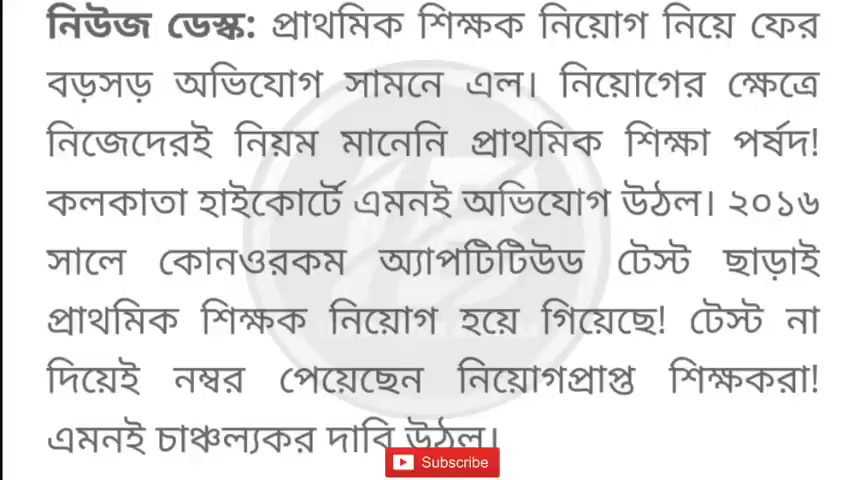 নিউজ ডেস্ক: প্রাথমিক শিক্ষক নিয়োগ নিয়ে ফের
বড়সড় অভিযোগ সামনে এল। নিয়োগের ক্ষেত্রে
নিজেদেরই নিয়ম মানেনি প্রাথমিক শিক্ষা পর্ষদ!
কলকাতা হাইকোর্টে এমনই অভিযোগ উঠল। ২০১৬
সালে কোনওরকম অ্যাপটিটিউড টেস্ট ছাড়াই
প্রাথমিক শিক্ষক নিয়োগ হয়ে গিয়েছে! টেস্ট না
দিয়েই নম্বর পেয়েছেন নিয়োগপ্রাপ্ত শিক্ষকরা!
এমনই চাঞ্চল্যকর দাবি উঠল।
Subscribe